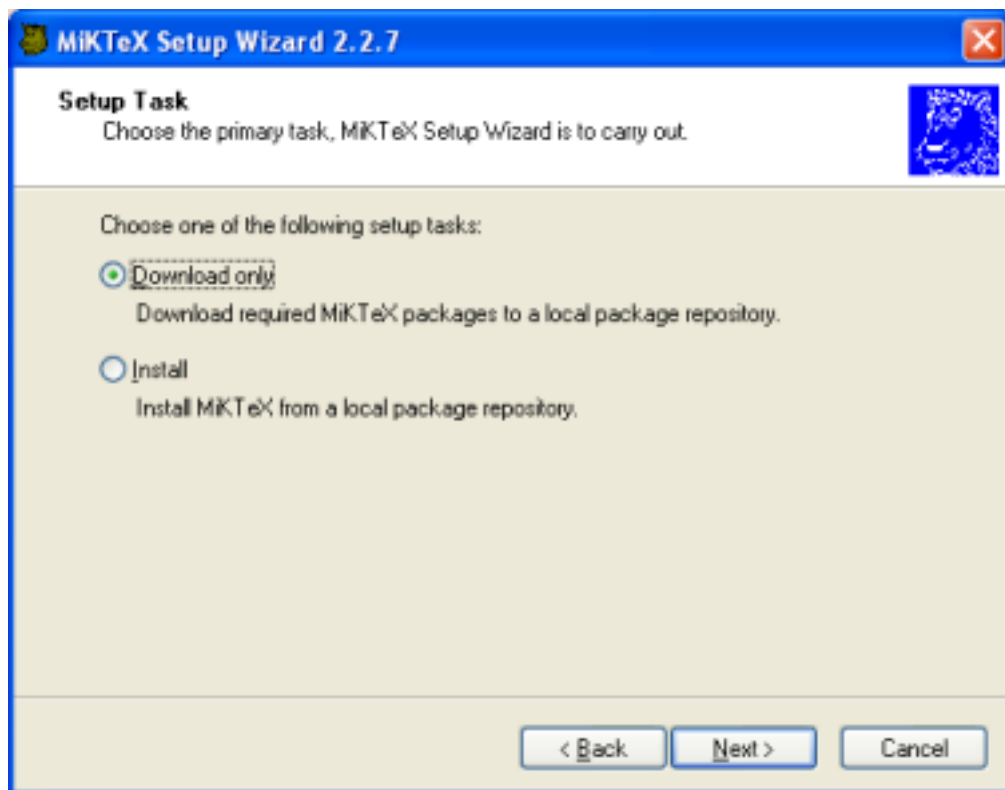 MiKTeX Setup Wizard 2.2.7
Setup Task
Choose the primary task, MiKTeX Setup Wizard is to carry out.
Choose one of the following setup tasks:
Download only
Download required MiKTeX packages to a local package repository.
Install
Install MiKTeX from a local package repository.
< Back Next > Cancel